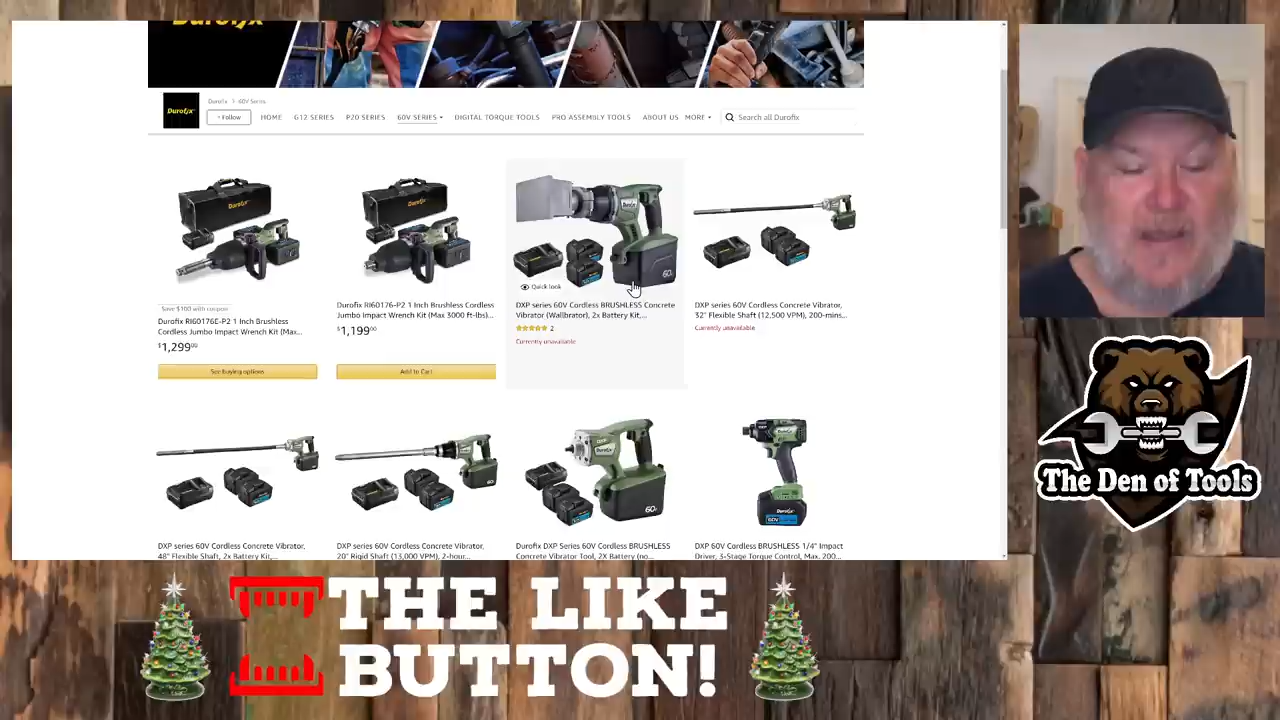 Durofix
Durofix
Durofix > 60V Series
+ Follow
HOME
G12 SERIES
P20 SERIES
60V SERIES
DIGITAL TORQUE TOOLS
PRO ASSEMBLY TOOLS
ABOUT US
MORE
Search all Durofix
Quick look
Save $100 with coupon
Durofix RI60176E-P2 1 Inch Brushless
Cordless Jumbo Impact Wrench Kit (Max...
$1,299
See buying options
Durofix RI60176-P2 1 Inch Brushless Cordless
Jumbo Impact Wrench Kit (Max 3000 ft-lbs)...
$1,199
Add to Cart
DXP series 60V Cordless BRUSHLESS Concrete
Vibrator (Wallbrator), 2x Battery Kit,...
2
Currently unavailable
DXP series 60V Cordless Concrete Vibrator,
32" Flexible Shaft (12,500 VPM), 200-mins...
Currently unavailable
DXP series 60V Cordless Concrete Vibrator,
48" Flexible Shaft, 2x Battery Kit,...
DXP series 60V Cordless Concrete Vibrator,
20" Rigid Shaft (13,000 VPM), 2-hour...
Durofix DXP Series 60V Cordless BRUSHLESS
Concrete Vibrator Tool, 2X Battery (no...
DXP 60V Cordless BRUSHLESS 1/4" Impact
Driver, 3-Stage Torque Control, Max. 200...
The Den of Tools
THE LIKE
BUTTON!